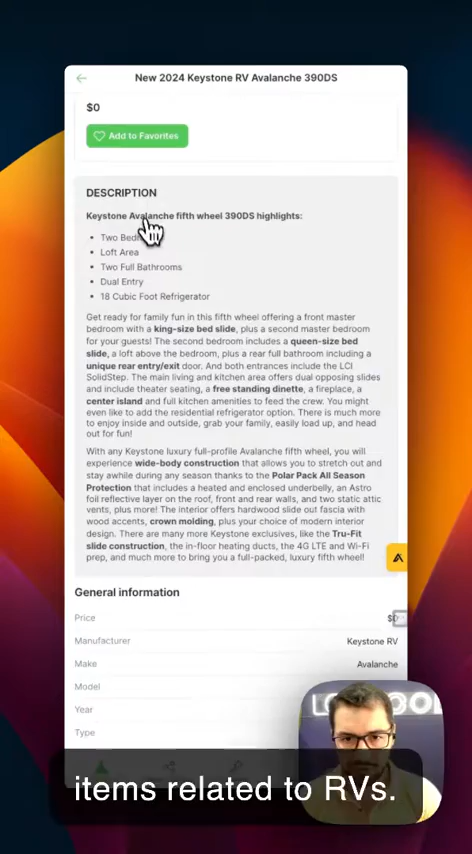 New 2024 Keystone RV Avalanche 390DS
$0
Add to Favorites
DESCRIPTION
Keystone Avalanche fifth wheel 390DS highlights:
Two
Loft Area
Two Full Bathrooms
Dual Entry
18 Cubic Foot Refrigerator
Get ready for family fun in this fifth wheel offering a front master
bedroom with a king-size bed slide, plus a second master bedroom
for your guests! The second bedroom includes a queen-size bed
slide, a loft above the bedroom, plus a rear full bathroom including a
unique rear entry/exit door. And both entrances include the LCI
SolidStep. The main living and kitchen area offers dual opposing slides
and include theater seating, a free standing dinette, a fireplace, a
center island and full kitchen amenities to feed the crew. You might
even like to add the residential refrigerator option. There is much more
to enjoy inside and outside, grab your family, easily load up, and head
out for fun!
With any Keystone luxury full-profile Avalanche fifth wheel, you will
experience wide-body construction that allows you to stretch out and
stay awhile during any season thanks to the Polar Pack All Season
Protection that includes a heated and enclosed underbelly, an Astro
foil reflective layer on the roof, front and rear walls, and two static attic
vents, plus more! The interior offers hardwood slide out fascia with
wood accents, crown molding, plus your choice of modern interior
design. There are many more Keystone exclusives, like the Tru-Fit
slide construction, the in-floor heating ducts, the 4G LTE and Wi-Fi
prep, and much more to bring you a full-packed, luxury fifth wheel!
General information
Price $0
Manufacturer Keystone RV
Make Avalanche
Model
Year
Type
items related to RVs.